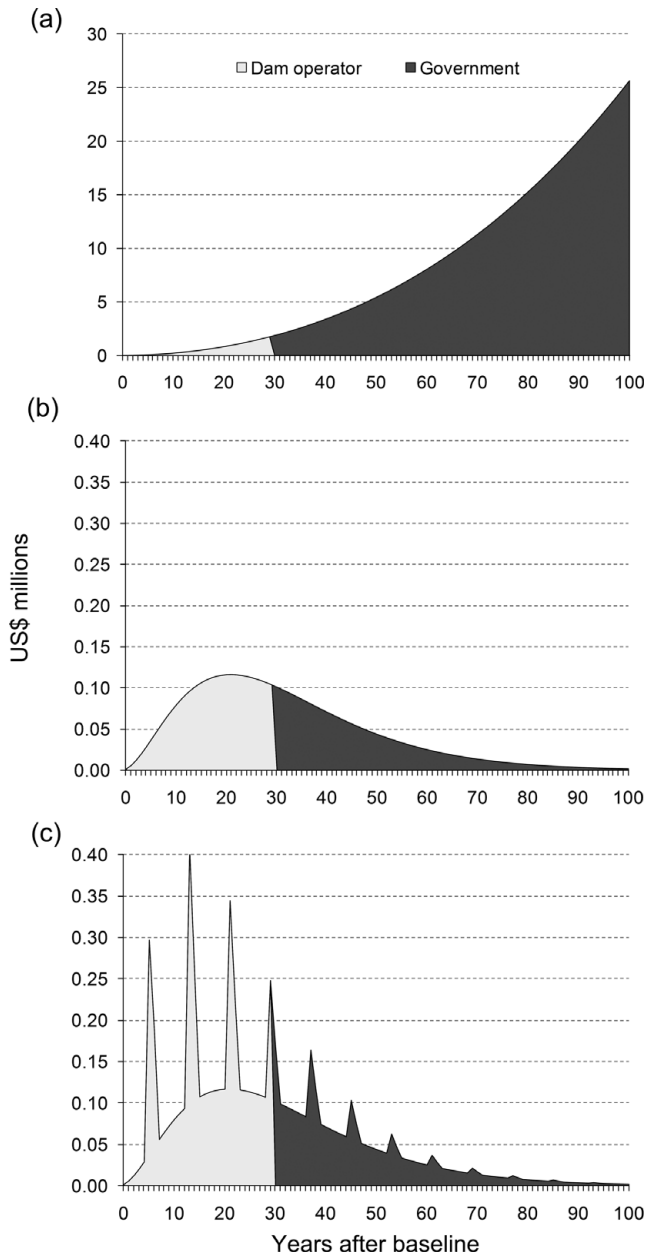 (a)
30
25
20
15
10
5
0
Dam operator Government
0 10 20 30 40 50 60 70 80 90 100
(b)
US$ millions
0.40
0.35
0.30
0.25
0.20
0.15
0.10
0.05
0.00
0 10 20 30 40 50 60 70 80 90 100
(c)
0.40
0.35
0.30
0.25
0.20
0.15
0.10
0.05
0.00
0 10 20 30 40 50 60 70 80 90 100
Years after baseline